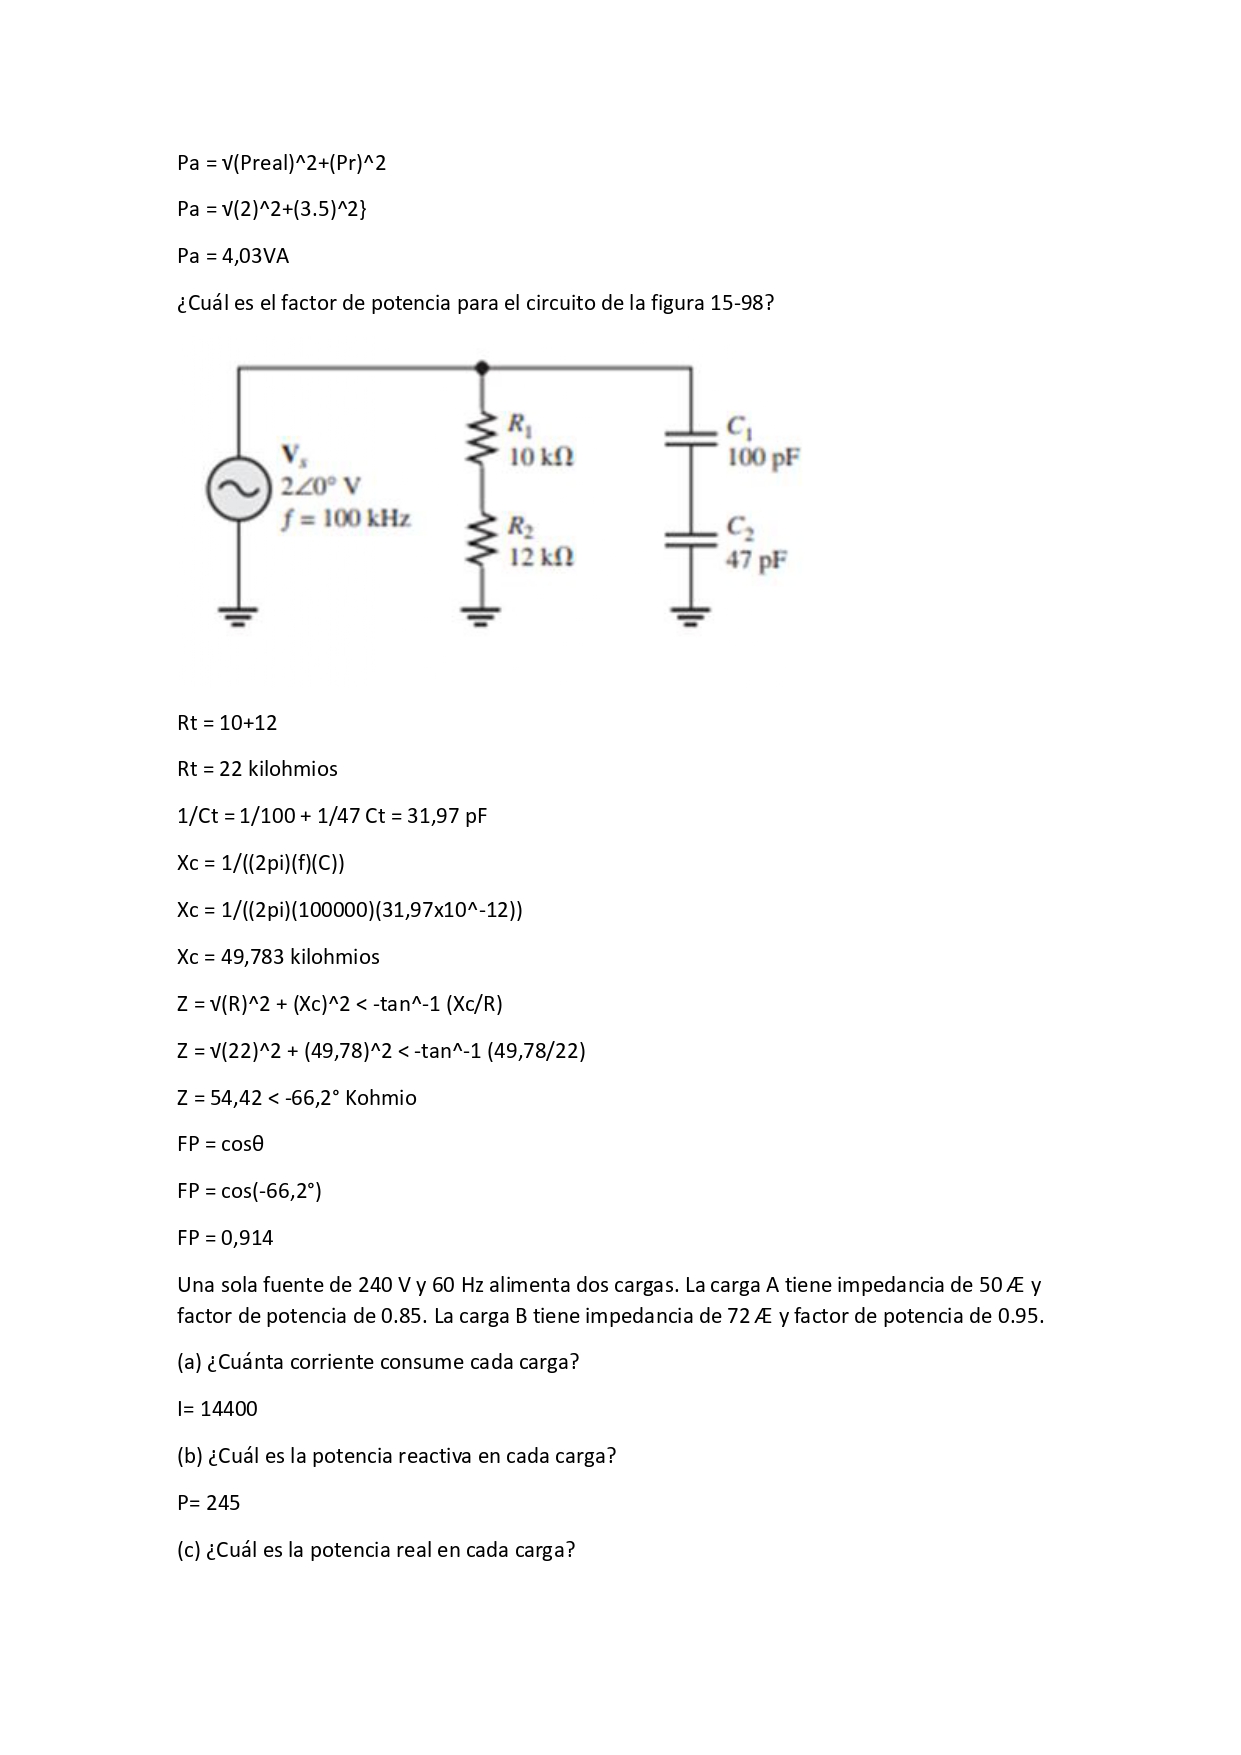 Pa = √(Preal)^2+(Pr)^2
Pa = √(2)^2+(3.5)^2}
Pa = 4,03VA
¿Cuál es el factor de potencia para el circuito de la figura 15-98?
R1
10 kΩ
C1
100 pF
Vs
2∠0° V
f = 100 kHz
R2
12 kΩ
C2
47 pF
Rt = 10+12
Rt = 22 kilohmios
1/Ct = 1/100 + 1/47 Ct = 31,97 pF
Xc = 1/((2pi)(f)(C))
Xc = 1/((2pi)(100000)(31,97x10^-12))
Xc = 49,783 kilohmios
Z = √(R)^2 + (Xc)^2 < -tan^-1 (Xc/R)
Z = √(22)^2 + (49,78)^2 < -tan^-1 (49,78/22)
Z = 54,42 < -66,2° Kohmio
FP = cosθ
FP = cos(-66,2°)
FP = 0,914
Una sola fuente de 240 V y 60 Hz alimenta dos cargas. La carga A tiene impedancia de 50 Æ y
factor de potencia de 0.85. La carga B tiene impedancia de 72 Æ y factor de potencia de 0.95.
(a) ¿Cuánta corriente consume cada carga?
I= 14400
(b) ¿Cuál es la potencia reactiva en cada carga?
P= 245
(c) ¿Cuál es la potencia real en cada carga?